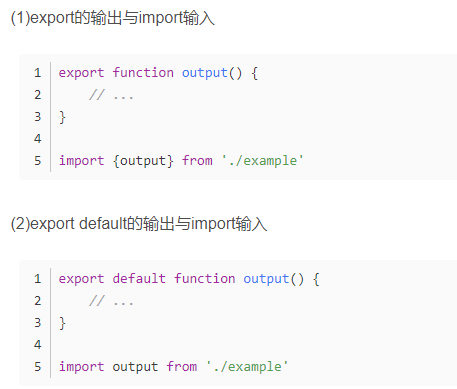 (1)export的输出与import输入
1 export function output() {
2     // ...
3 }
4
5 import {output} from './example'
(2)export default的输出与import输入
1 export default function output() {
2     // ...
3 }
4
5 import output from './example'